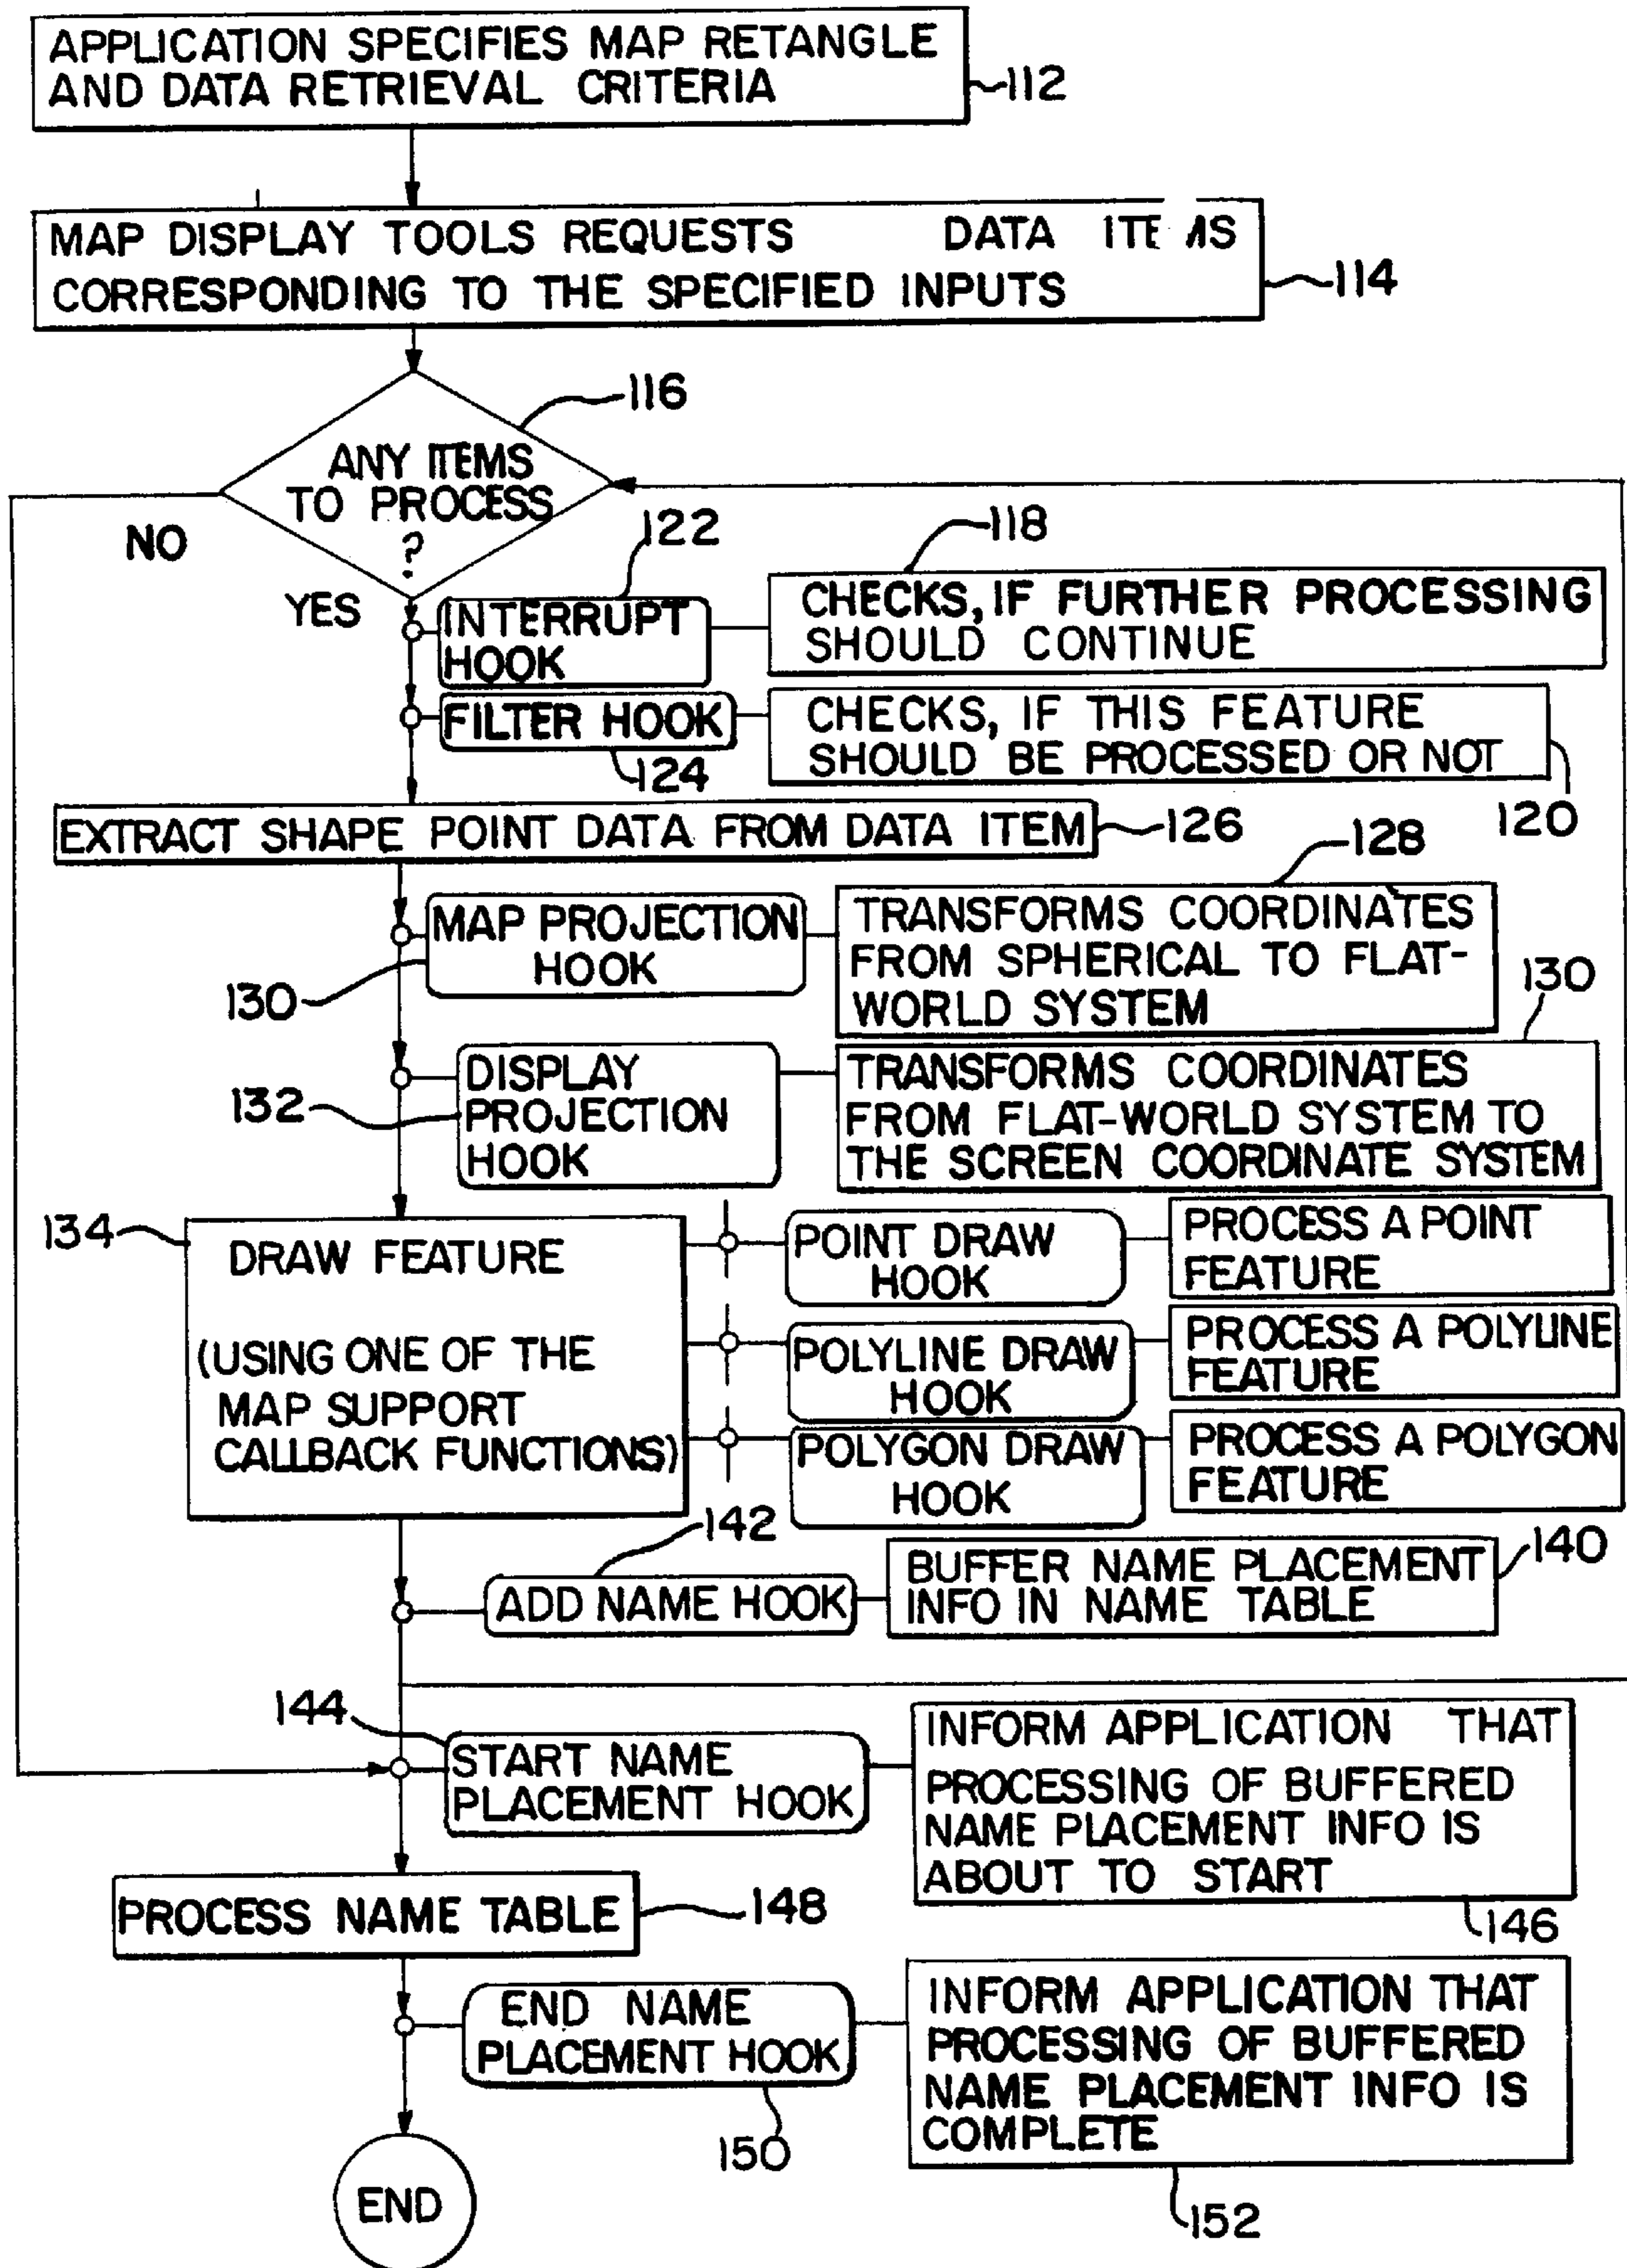 APPLICATION SPECIFIES MAP RETANGLE
AND DATA RETRIEVAL CRITERIA
112
MAP DISPLAY TOOLS REQUESTS DATA ITEMS
CORRESPONDING TO THE SPECIFIED INPUTS
114
116
ANY ITEMS
TO PROCESS
?
NO
YES
122
118
INTERRUPT
HOOK
CHECKS, IF FURTHER PROCESSING
SHOULD CONTINUE
FILTER HOOK
124
CHECKS, IF THIS FEATURE
SHOULD BE PROCESSED OR NOT
120
EXTRACT SHAPE POINT DATA FROM DATA ITEM
126
128
MAP PROJECTION
HOOK
130
TRANSFORMS COORDINATES
FROM SPHERICAL TO FLAT-
WORLD SYSTEM
130
DISPLAY
PROJECTION
HOOK
132
TRANSFORMS COORDINATES
FROM FLAT-WORLD SYSTEM TO
THE SCREEN COORDINATE SYSTEM
134
DRAW FEATURE
(USING ONE OF THE
MAP SUPPORT
CALLBACK FUNCTIONS)
POINT DRAW
HOOK
PROCESS A POINT
FEATURE
POLYLINE DRAW
HOOK
PROCESS A POLYLINE
FEATURE
POLYGON DRAW
HOOK
PROCESS A POLYGON
FEATURE
142
ADD NAME HOOK
BUFFER NAME PLACEMENT
INFO IN NAME TABLE
140
144
START NAME
PLACEMENT HOOK
INFORM APPLICATION THAT
PROCESSING OF BUFFERED
NAME PLACEMENT INFO IS
ABOUT TO START
146
PROCESS NAME TABLE
148
END NAME
PLACEMENT HOOK
150
INFORM APPLICATION THAT
PROCESSING OF BUFFERED
NAME PLACEMENT INFO IS
COMPLETE
152
END